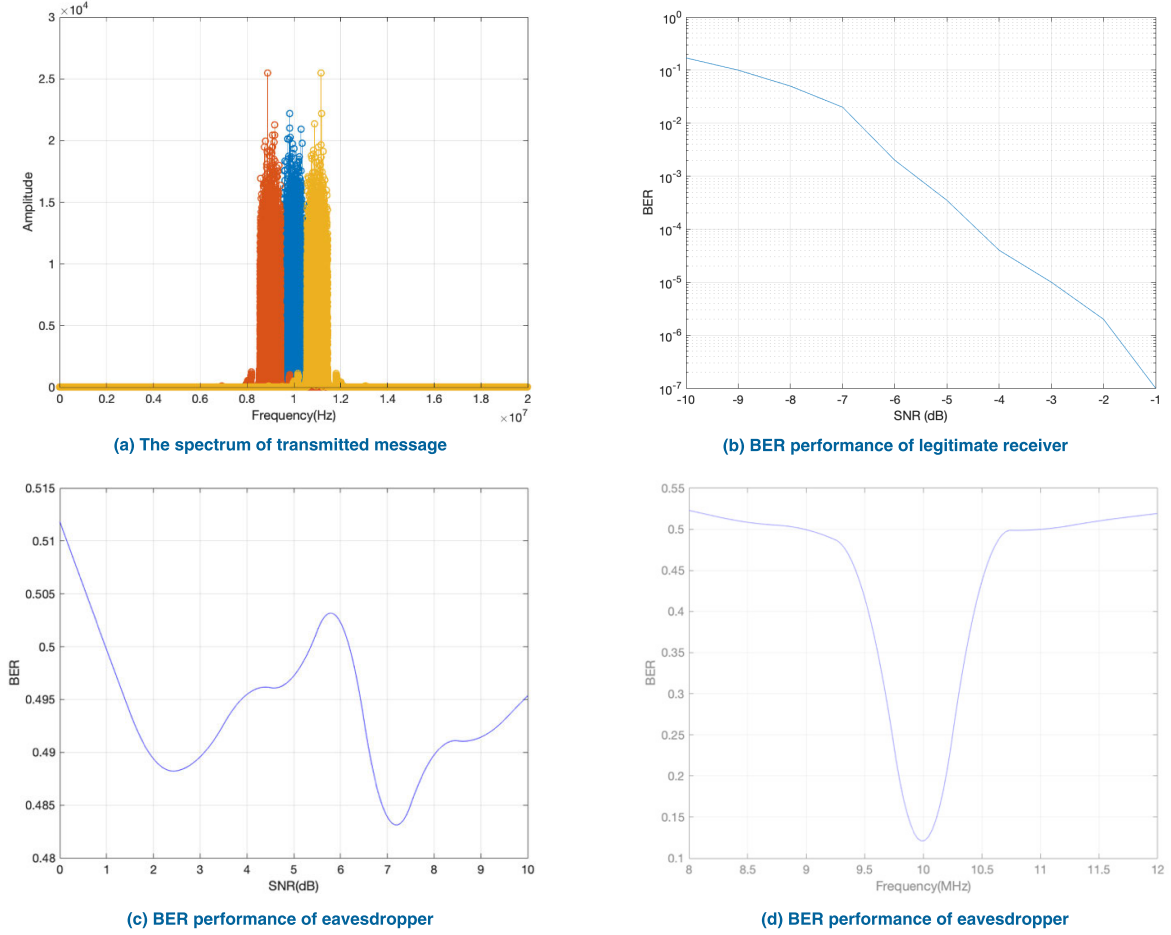 ×10⁴
3
2.5
2
1.5
1
0.5
0
Amplitude
0 0.2 0.4 0.6 0.8 1 1.2 1.4 1.6 1.8 2
Frequency(Hz)
×10⁷
(a) The spectrum of transmitted message
10⁰
10⁻¹
10⁻²
10⁻³
10⁻⁴
10⁻⁵
10⁻⁶
10⁻⁷
BER
-10 -9 -8 -7 -6 -5 -4 -3 -2 -1
SNR (dB)
(b) BER performance of legitimate receiver
0.515
0.51
0.505
0.5
0.495
0.49
0.485
0.48
BER
0 1 2 3 4 5 6 7 8 9 10
SNR(dB)
(c) BER performance of eavesdropper
0.55
0.5
0.45
0.4
0.35
0.3
0.25
0.2
0.15
0.1
BER
8 8.5 9 9.5 10 10.5 11 11.5 12
Frequency(MHz)
(d) BER performance of eavesdropper